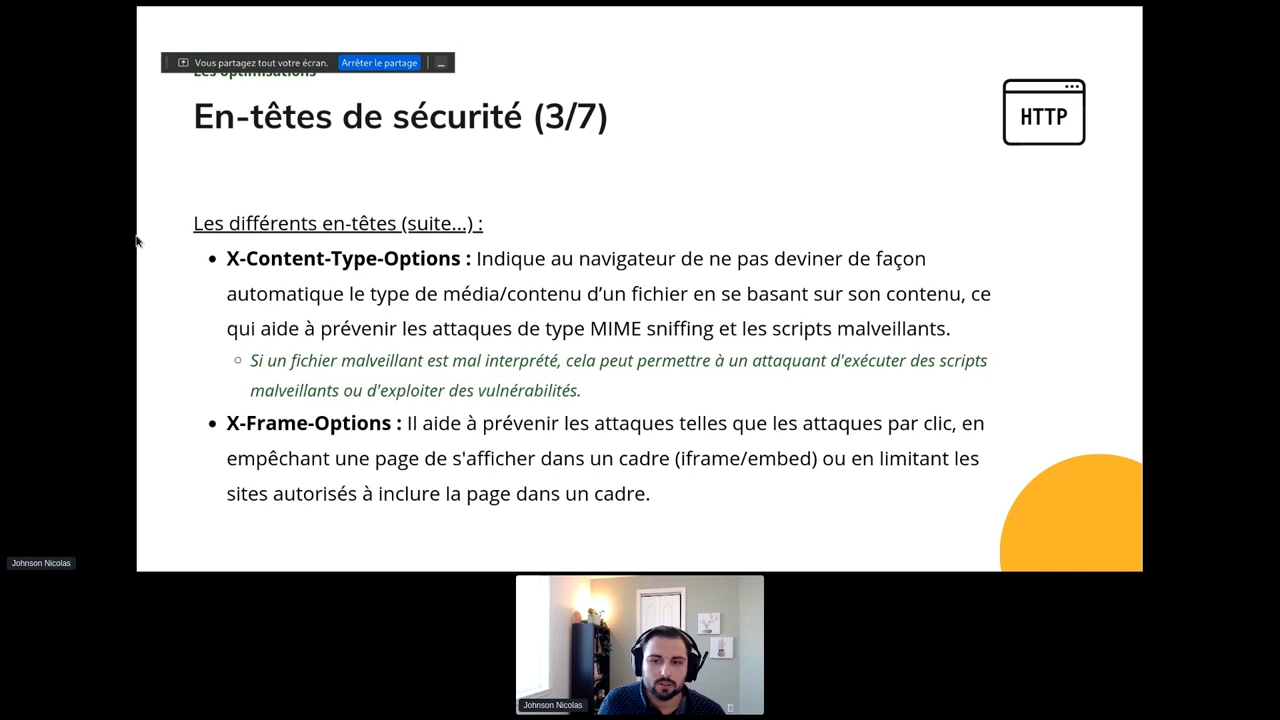 Vous partagez tout votre écran.
Arrêter le partage
Les optimisations
En-têtes de sécurité (3/7)
HTTP
Les différents en-têtes (suite...) :
X-Content-Type-Options : Indique au navigateur de ne pas deviner de façon
automatique le type de média/contenu d'un fichier en se basant sur son contenu, ce
qui aide à prévenir les attaques de type MIME sniffing et les scripts malveillants.
Si un fichier malveillant est mal interprété, cela peut permettre à un attaquant d'exécuter des scripts
malveillants ou d'exploiter des vulnérabilités.
X-Frame-Options : Il aide à prévenir les attaques telles que les attaques par clic, en
empêchant une page de s'afficher dans un cadre (iframe/embed) ou en limitant les
sites autorisés à inclure la page dans un cadre.
Johnson Nicolas
Johnson Nicolas